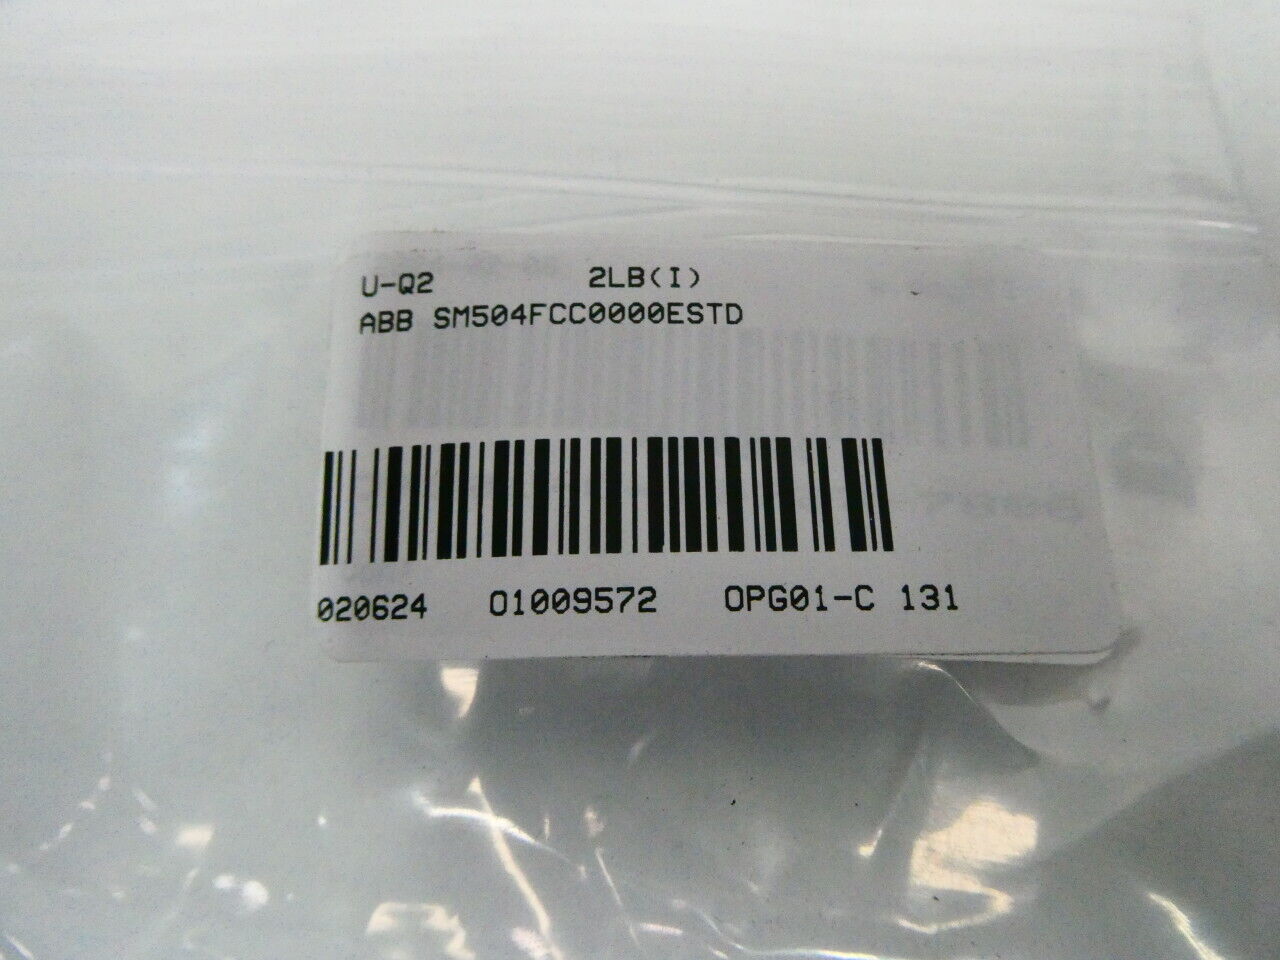 U-Q2 2LB(I)
ABB SM504FCC0000ESTD
020624 01009572 OPG01-C 131